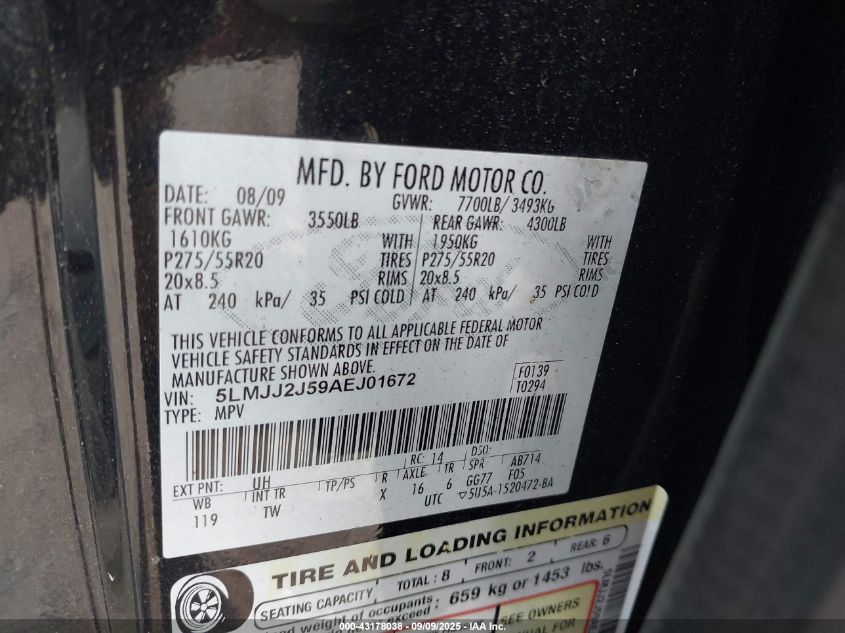 MFD. BY FORD MOTOR CO.
DATE: 08/09 GVWR: 7700LB/ 3493KG
FRONT GAWR: 3550LB REAR GAWR: 4300LB
1610KG WITH 1950KG WITH
P275/55R20 TIRES P275/55R20 TIRES
20x8.5 RIMS 20x8.5 RIMS
AT 240 kPa/ 35 PSI COLD AT 240 kPa/ 35 PSI COLD
THIS VEHICLE CONFORMS TO ALL APPLICABLE FEDERAL MOTOR
VEHICLE SAFETY STANDARDS IN EFFECT ON THE DATE OF
MANUFACTURE SHOWN ABOVE.
VIN: 5LMJJ2J59AEJ01672 F0139
TYPE: MPV T0294
EXT PNT: UH RC: 14 DSO:
WB INT TR TP/PS R AXLE TR SPR AB714
119 TW X 16 6 GG77 F05
UTC ▽5U5A-1520472-BA
TIRE AND LOADING INFORMATION
SEATING CAPACITY TOTAL: 8 FRONT: 2 REAR: 6
weight of occupants 659 kg or 1453 lbs.
exceed:
SEE OWNERS
MANUAL FOR
000-43178038 - 09/09/2025 - IAA Inc.